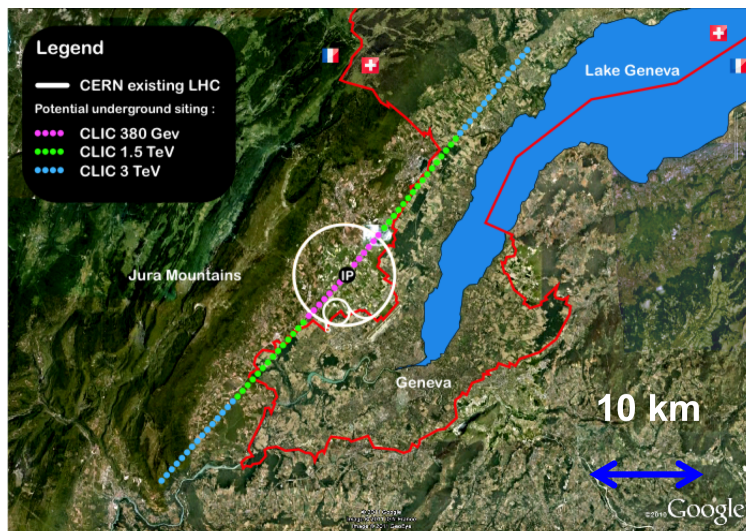 Legend
CERN existing LHC
Potential underground siting :
CLIC 380 Gev
CLIC 1.5 TeV
CLIC 3 TeV
Lake Geneva
Jura Mountains
IP
Geneva
10 km
Google